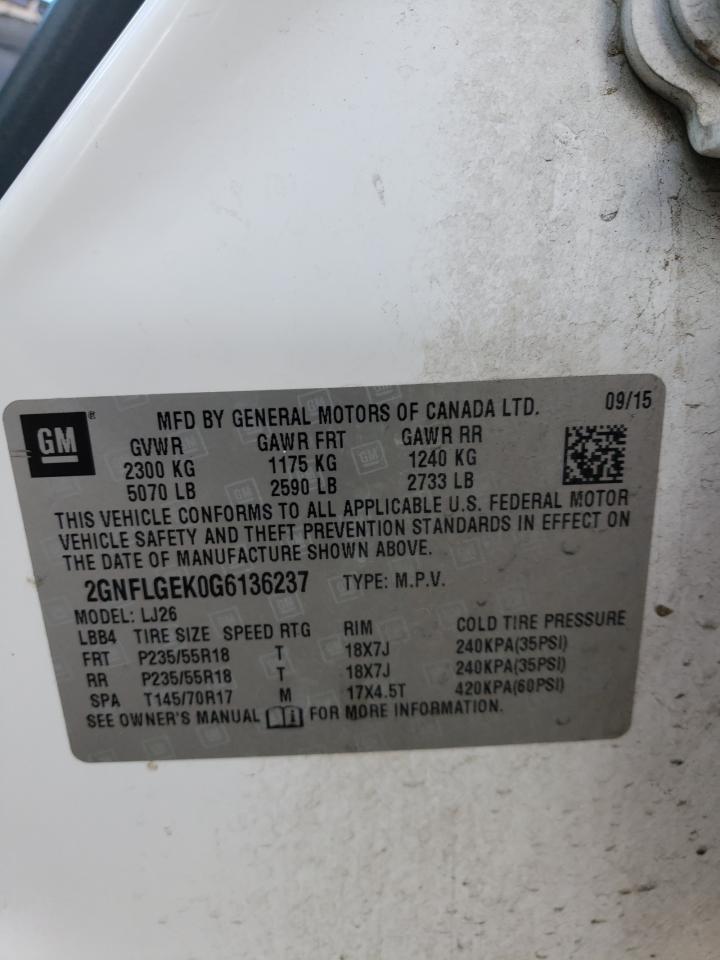 GM ® MFD BY GENERAL MOTORS OF CANADA LTD. 09/15
GVWR GAWR FRT GAWR RR
2300 KG 1175 KG 1240 KG
5070 LB 2590 LB 2733 LB
THIS VEHICLE CONFORMS TO ALL APPLICABLE U.S. FEDERAL MOTOR
VEHICLE SAFETY AND THEFT PREVENTION STANDARDS IN EFFECT ON
THE DATE OF MANUFACTURE SHOWN ABOVE.
2GNFLGEK0G6136237 TYPE: M.P.V.
MODEL: LJ26
LBB4 TIRE SIZE SPEED RTG RIM COLD TIRE PRESSURE
FRT P235/55R18 T 18X7J 240KPA(35PSI)
RR P235/55R18 T 18X7J 240KPA(35PSI)
SPA T145/70R17 M 17X4.5T 420KPA(60PSI)
SEE OWNER'S MANUAL FOR MORE INFORMATION.